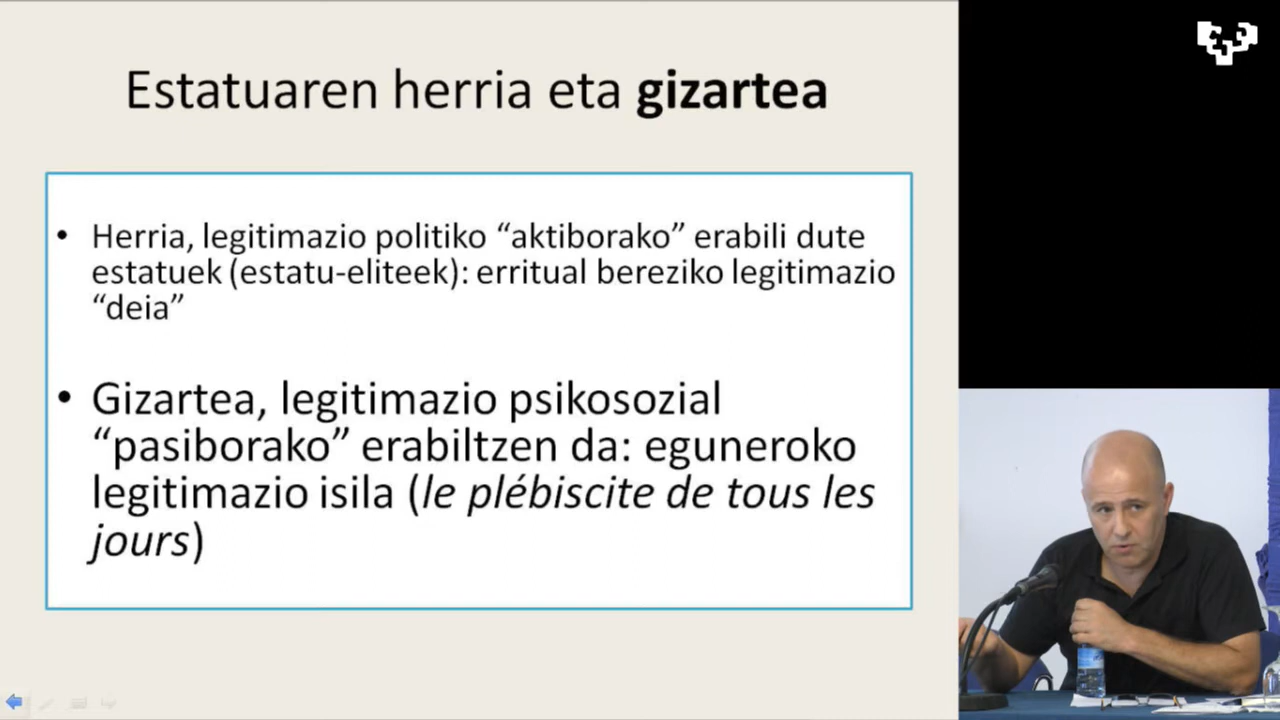 Estatuaren herria eta gizartea
• Herria, legitimazio politiko “aktiborako” erabili dute
estatuek (estatu-eliteek): erritual bereziko legitimazio
“deia”
• Gizartea, legitimazio psikosozial
“pasiborako” erabiltzen da: eguneroko
legitimazio isila (le plébiscite de tous les
jours)